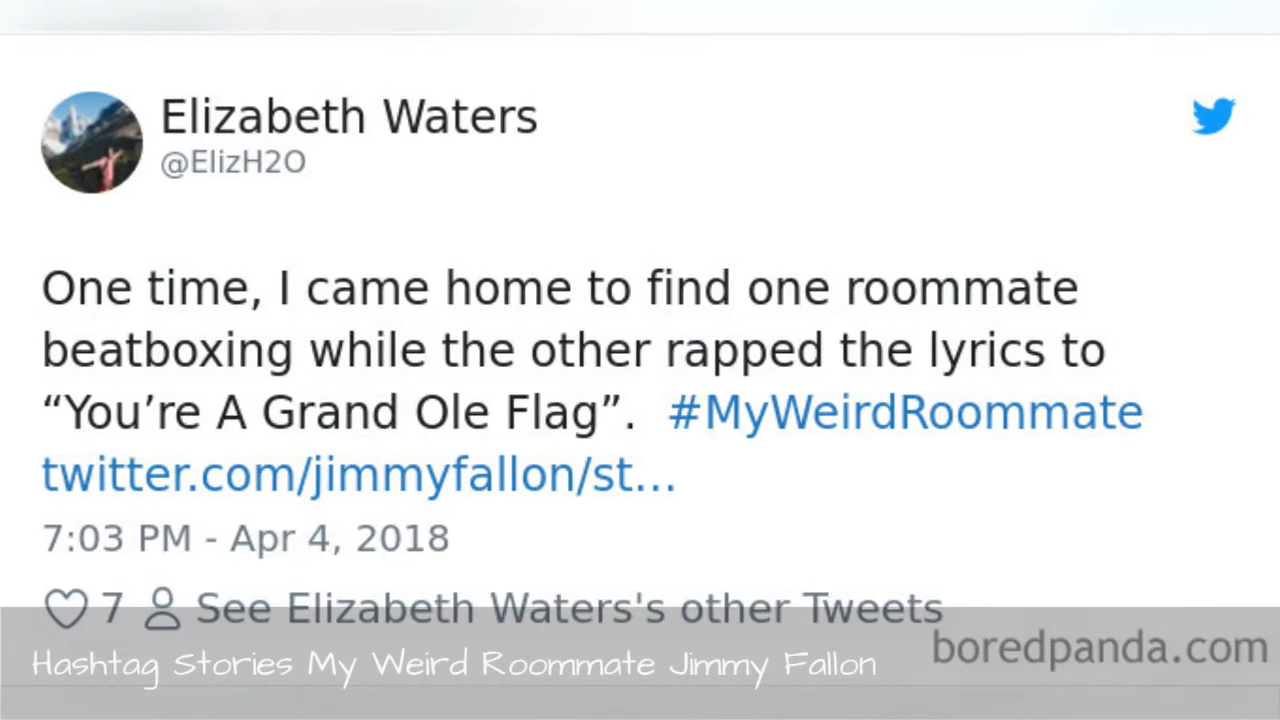 Elizabeth Waters
@ElizH2O
One time, I came home to find one roommate
beatboxing while the other rapped the lyrics to
“You’re A Grand Ole Flag”. #MyWeirdRoommate
twitter.com/jimmyfallon/st...
7:03 PM - Apr 4, 2018
7 See Elizabeth Waters's other Tweets
boredpanda.com
Hashtag Stories My Weird Roommate Jimmy Fallon